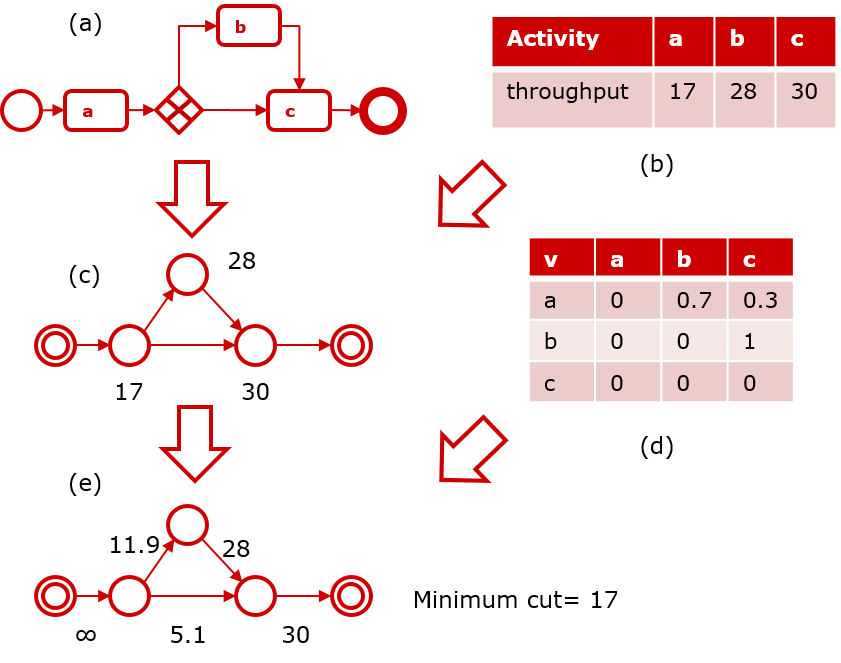 (a)
b
a
c
Activity a b c
throughput 17 28 30
(b)
(c)
28
17
30
v a b c
a 0 0.7 0.3
b 0 0 1
c 0 0 0
(d)
(e)
11.9
28
∞
5.1
30
Minimum cut= 17